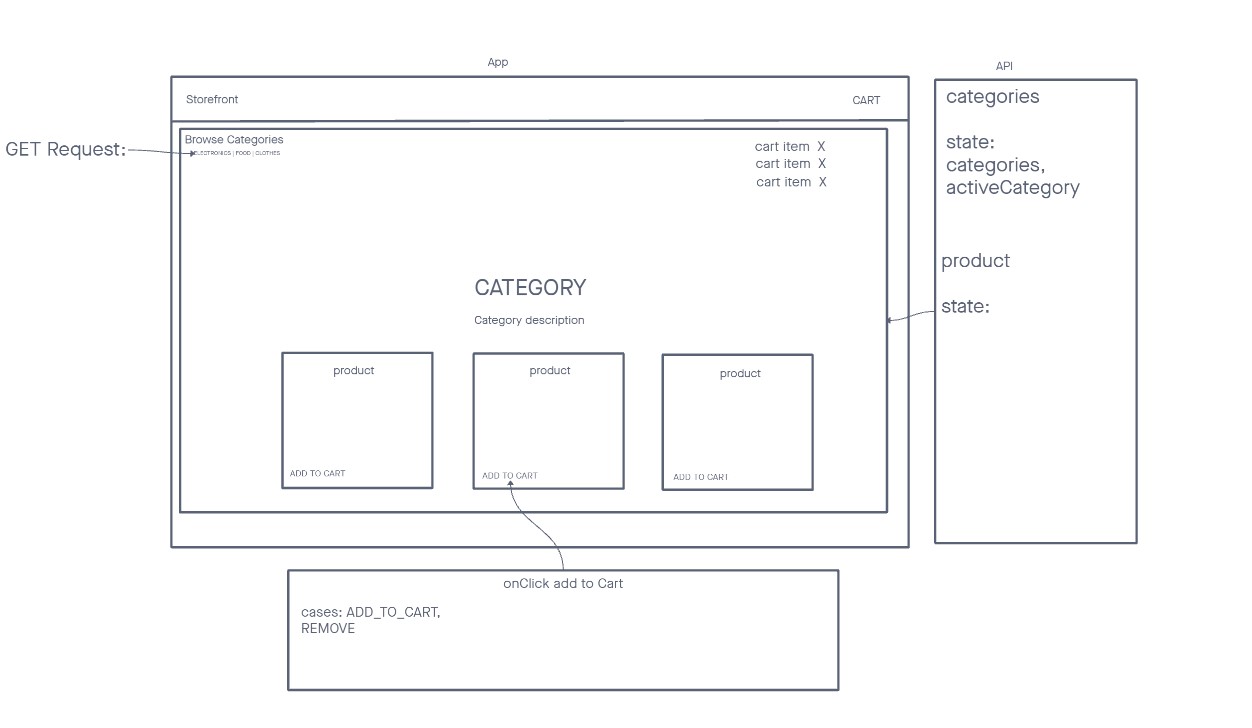 App
API
Storefront
CART
categories
Browse Categories
GET Request:
ELECTRONICS | FOOD | CLOTHES
cart item X
cart item X
cart item X
state:
categories,
activeCategory
product
state:
CATEGORY
Category description
product
product
product
ADD TO CART
ADD TO CART
ADD TO CART
onClick add to Cart
cases: ADD_TO_CART,
REMOVE